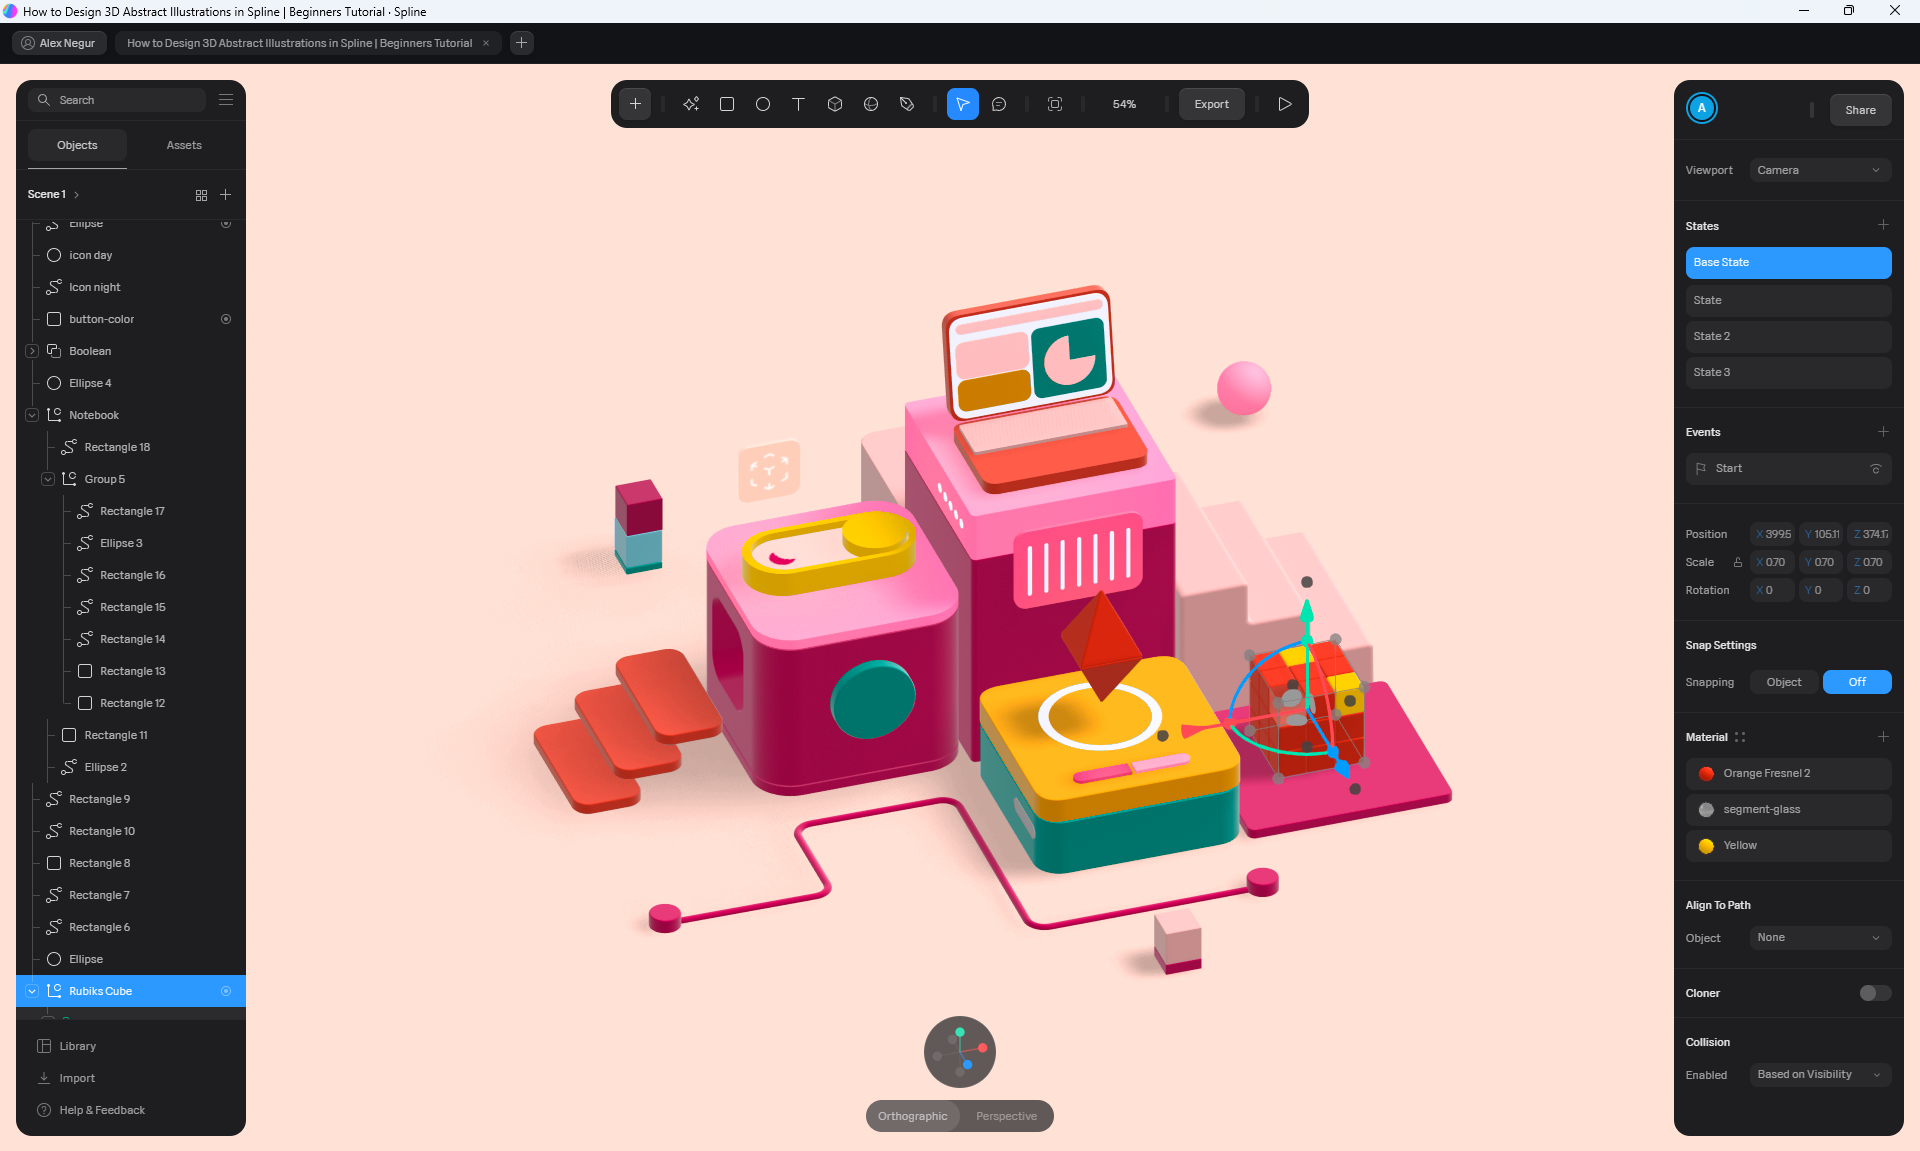 How to Design 3D Abstract Illustrations in Spline | Beginners Tutorial · Spline
Alex Negur
How to Design 3D Abstract Illustrations in Spline | Beginners Tutorial
Search
Objects
Assets
Scene 1
Ellipse
icon day
Icon night
button-color
Boolean
Ellipse 4
Notebook
Rectangle 18
Group 5
Rectangle 17
Ellipse 3
Rectangle 16
Rectangle 15
Rectangle 14
Rectangle 13
Rectangle 12
Rectangle 11
Ellipse 2
Rectangle 9
Rectangle 10
Rectangle 8
Rectangle 7
Rectangle 6
Ellipse
Rubiks Cube
Library
Import
Help & Feedback
54%
Export
Orthographic
Perspective
A
Share
Viewport
Camera
States
Base State
State
State 2
State 3
Events
Start
Position X 399.5 Y 105.11 Z 374.17
Scale X 0.70 Y 0.70 Z 0.70
Rotation X 0 Y 0 Z 0
Snap Settings
Snapping Object Off
Material
Orange Fresnel 2
segment-glass
Yellow
Align To Path
Object None
Cloner
Collision
Enabled Based on Visibility